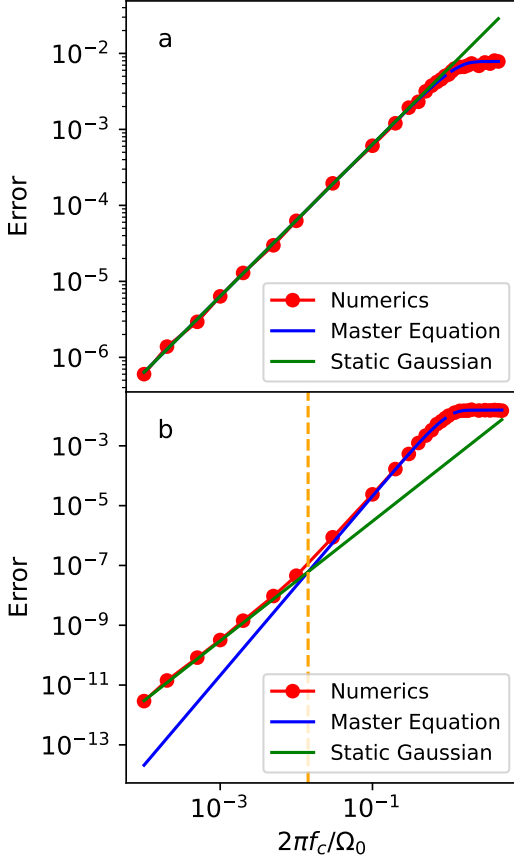 a
Error
10⁻²
10⁻³
10⁻⁴
10⁻⁵
10⁻⁶
Numerics
Master Equation
Static Gaussian
b
Error
10⁻³
10⁻⁵
10⁻⁷
10⁻⁹
10⁻¹¹
10⁻¹³
Numerics
Master Equation
Static Gaussian
10⁻³ 10⁻¹
2πf_c/Ω₀